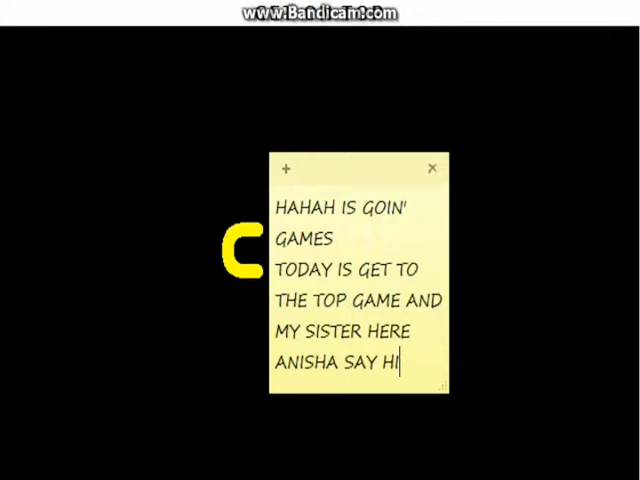 www.Bandicam.com
C
HAHAH IS GOIN'
GAMES
TODAY IS GET TO
THE TOP GAME AND
MY SISTER HERE
ANISHA SAY HI